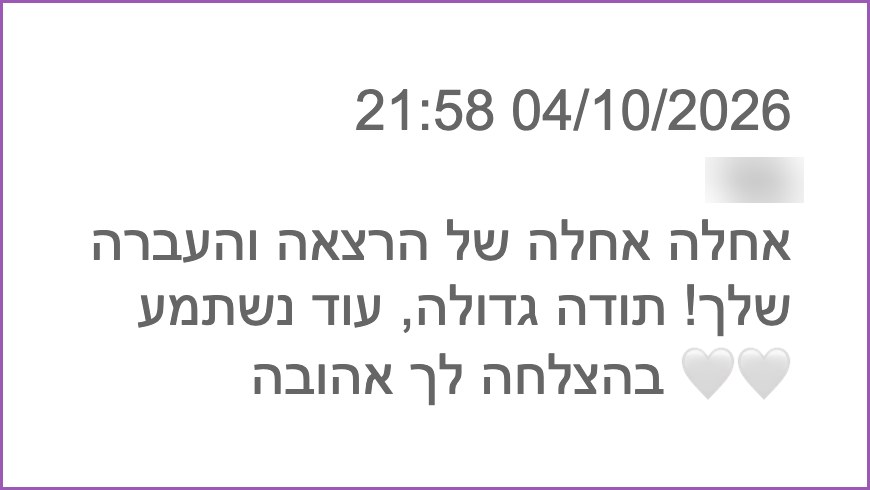 04/10/2026 21:58
אחלה אחלה של הרצאה והעברה
שלך! תודה גדולה, עוד נשתמע
🤍🤍 בהצלחה לך אהובה